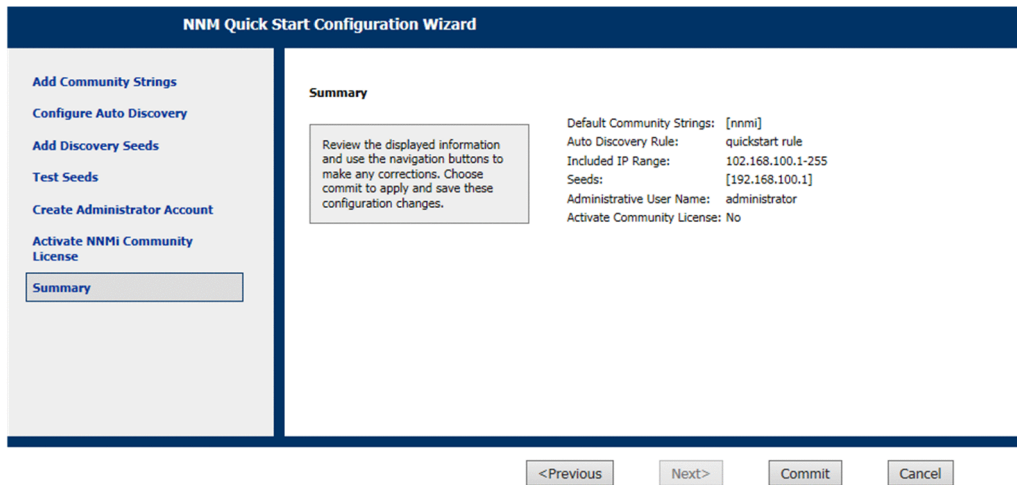 NNM Quick Start Configuration Wizard
Add Community Strings
Configure Auto Discovery
Add Discovery Seeds
Test Seeds
Create Administrator Account
Activate NNMi Community
License
Summary
Summary
Review the displayed information
and use the navigation buttons to
make any corrections. Choose
commit to apply and save these
configuration changes.
Default Community Strings: [nnmi]
Auto Discovery Rule: quickstart rule
Included IP Range: 102.168.100.1-255
Seeds: [192.168.100.1]
Administrative User Name: administrator
Activate Community License: No
<Previous
Next>
Commit
Cancel